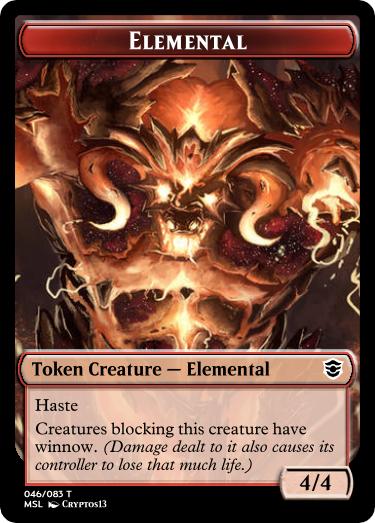 Elemental
Token Creature — Elemental
Haste
Creatures blocking this creature have
winnow. (Damage dealt to it also causes its
controller to lose that much life.)
4/4
046/083 T
MSL Cryptos13